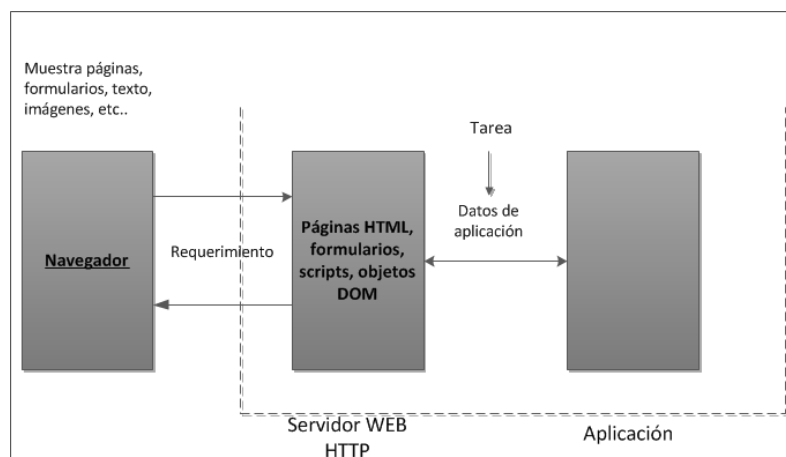 Muestra páginas,
formularios, texto,
imágenes, etc..
Tarea
Datos de
aplicación
Navegador
Requerimiento
Páginas HTML,
formularios,
scripts, objetos
DOM
Servidor WEB
HTTP
Aplicación